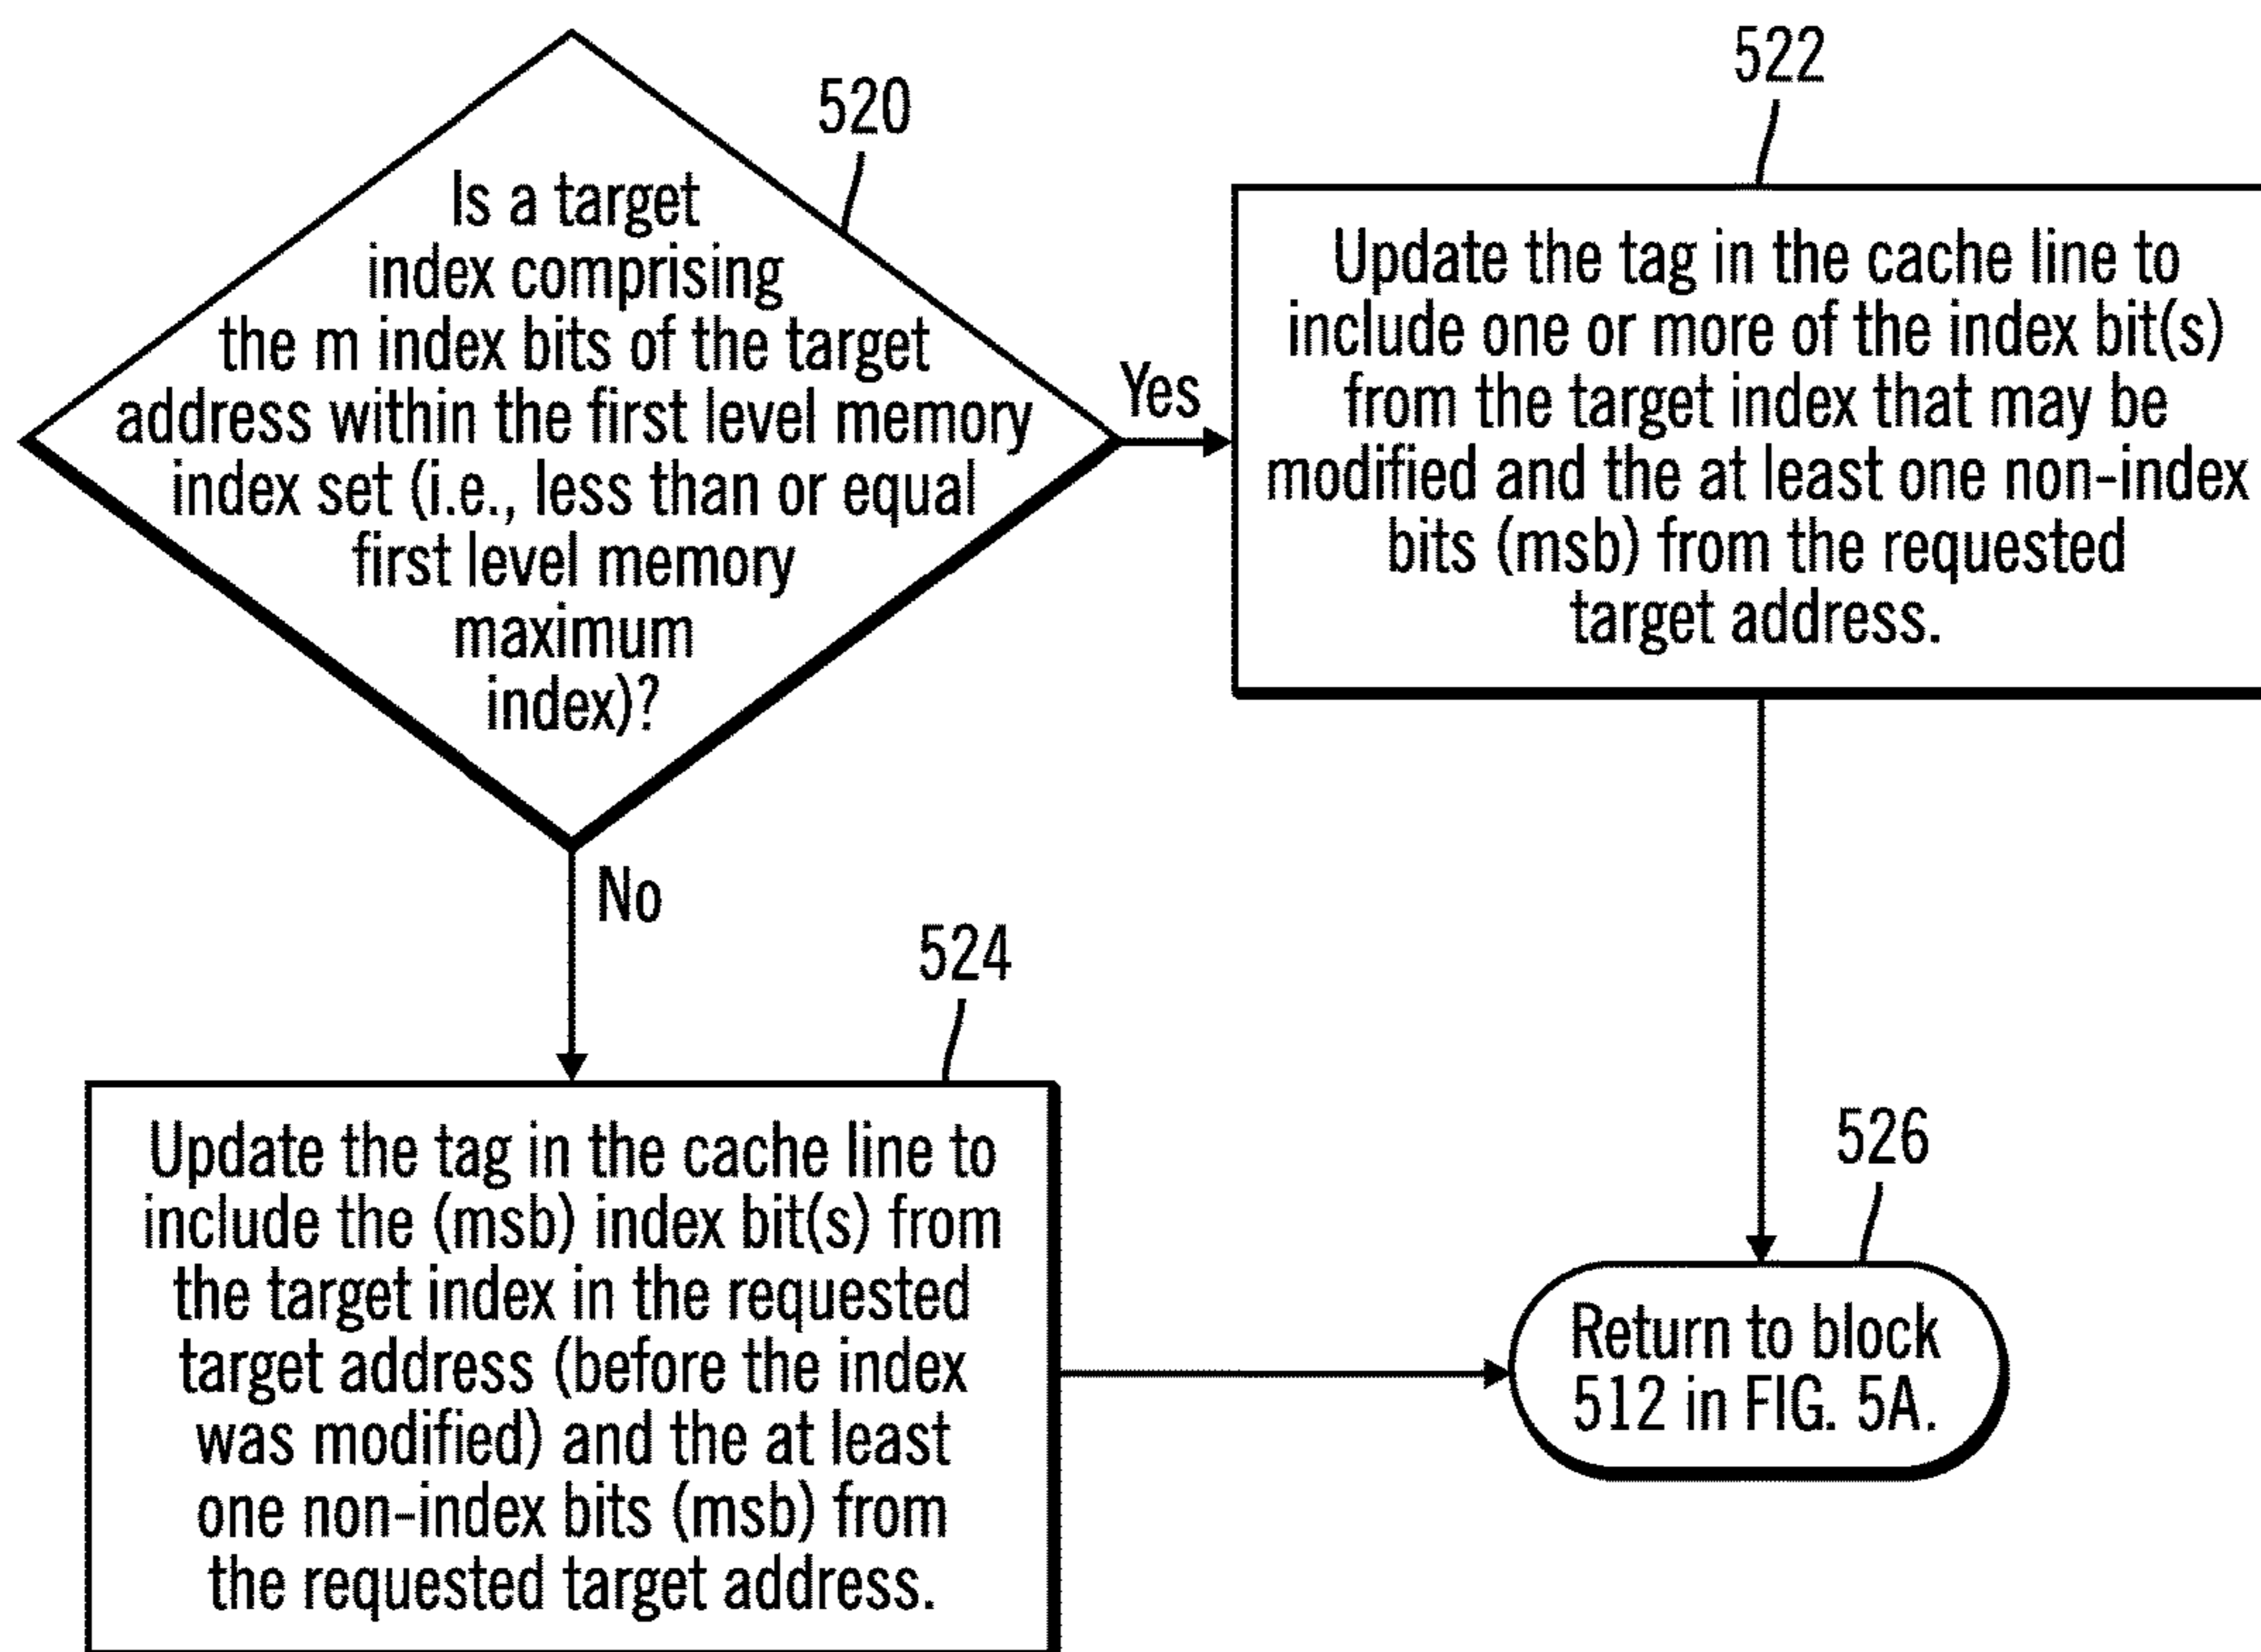 520
Is a target
index comprising
the m index bits of the target
address within the first level memory
index set (i.e., less than or equal
first level memory
maximum
index)?
Yes
522
Update the tag in the cache line to
include one or more of the index bit(s)
from the target index that may be
modified and the at least one non-index
bits (msb) from the requested
target address.
No
524
Update the tag in the cache line to
include the (msb) index bit(s) from
the target index in the requested
target address (before the index
was modified) and the at least
one non-index bits (msb) from
the requested target address.
526
Return to block
512 in FIG. 5A.